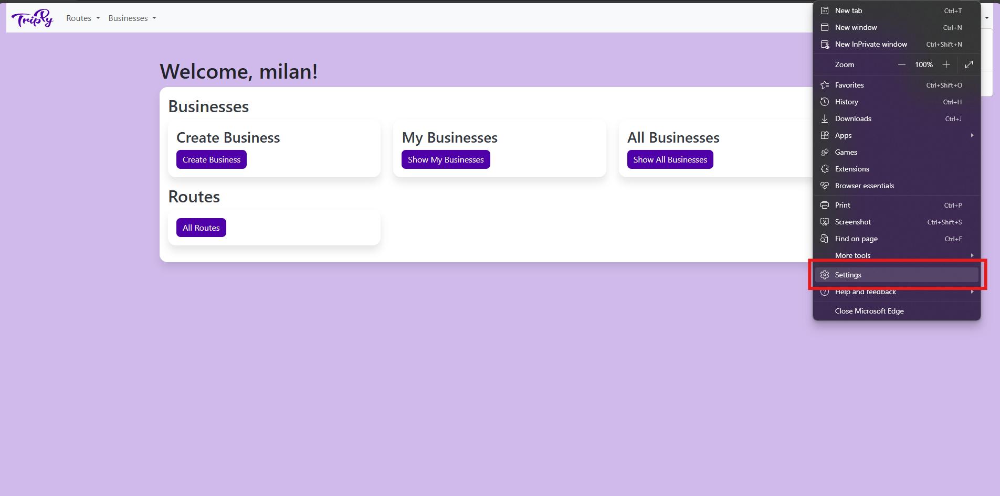 Triply
Routes
Businesses
Welcome, milan!
Businesses
Create Business
Create Business
My Businesses
Show My Businesses
All Businesses
Show All Businesses
Routes
All Routes
New tab Ctrl+T
New window Ctrl+N
New InPrivate window Ctrl+Shift+N
Zoom 100%
Favorites Ctrl+Shift+O
History Ctrl+H
Downloads Ctrl+J
Apps
Games
Extensions
Browser essentials
Print Ctrl+P
Screenshot Ctrl+Shift+S
Find on page Ctrl+F
More tools
Settings
Help and feedback
Close Microsoft Edge